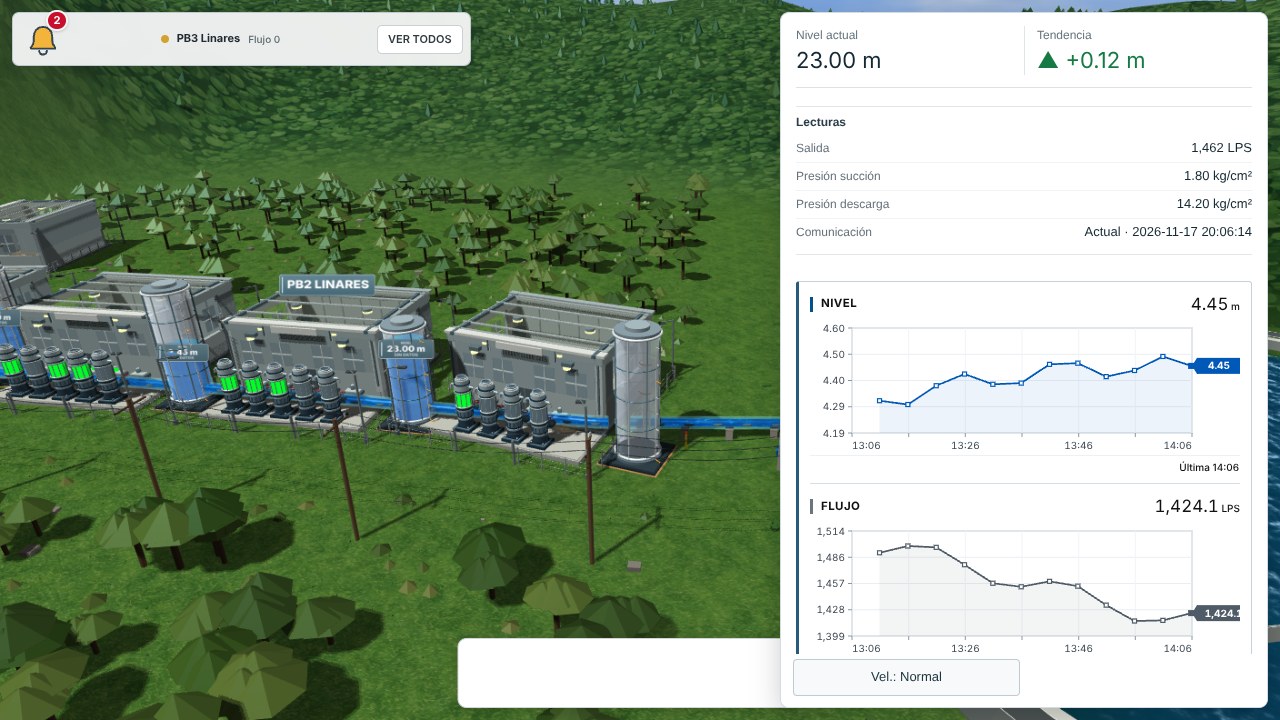 2
PB3 Linares Flujo 0
VER TODOS
Nivel actual
23.00 m
Tendencia
+0.12 m
Lecturas
Salida 1,462 LPS
Presión succión 1.80 kg/cm²
Presión descarga 14.20 kg/cm²
Comunicación Actual · 2026-11-17 20:06:14
NIVEL 4.45 m
4.60
4.50
4.40
4.29
4.19
4.45
13:06 13:26 13:46 14:06
Última 14:06
FLUJO 1,424.1 LPS
1,514
1,486
1,457
1,428
1,399
1,424.1
13:06 13:26 13:46 14:06
Vel.: Normal
PB2 LINARES
23.00 m